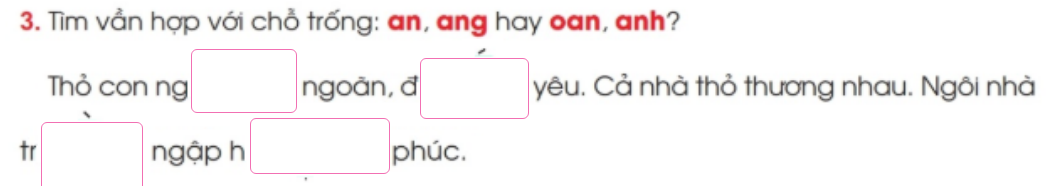 3. Tìm vần hợp với chỗ trống: an, ang hay oan, anh?
Thỏ con ng ngoãn, đ yêu. Cả nhà thỏ thương nhau. Ngôi nhà
tr ngập h phúc.